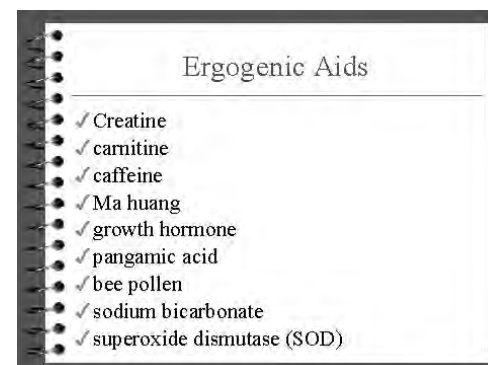 Ergogenic Aids
Creatine
carnitine
caffeine
Ma huang
growth hormone
pangamic acid
bee pollen
sodium bicarbonate
superoxide dismutase (SOD)